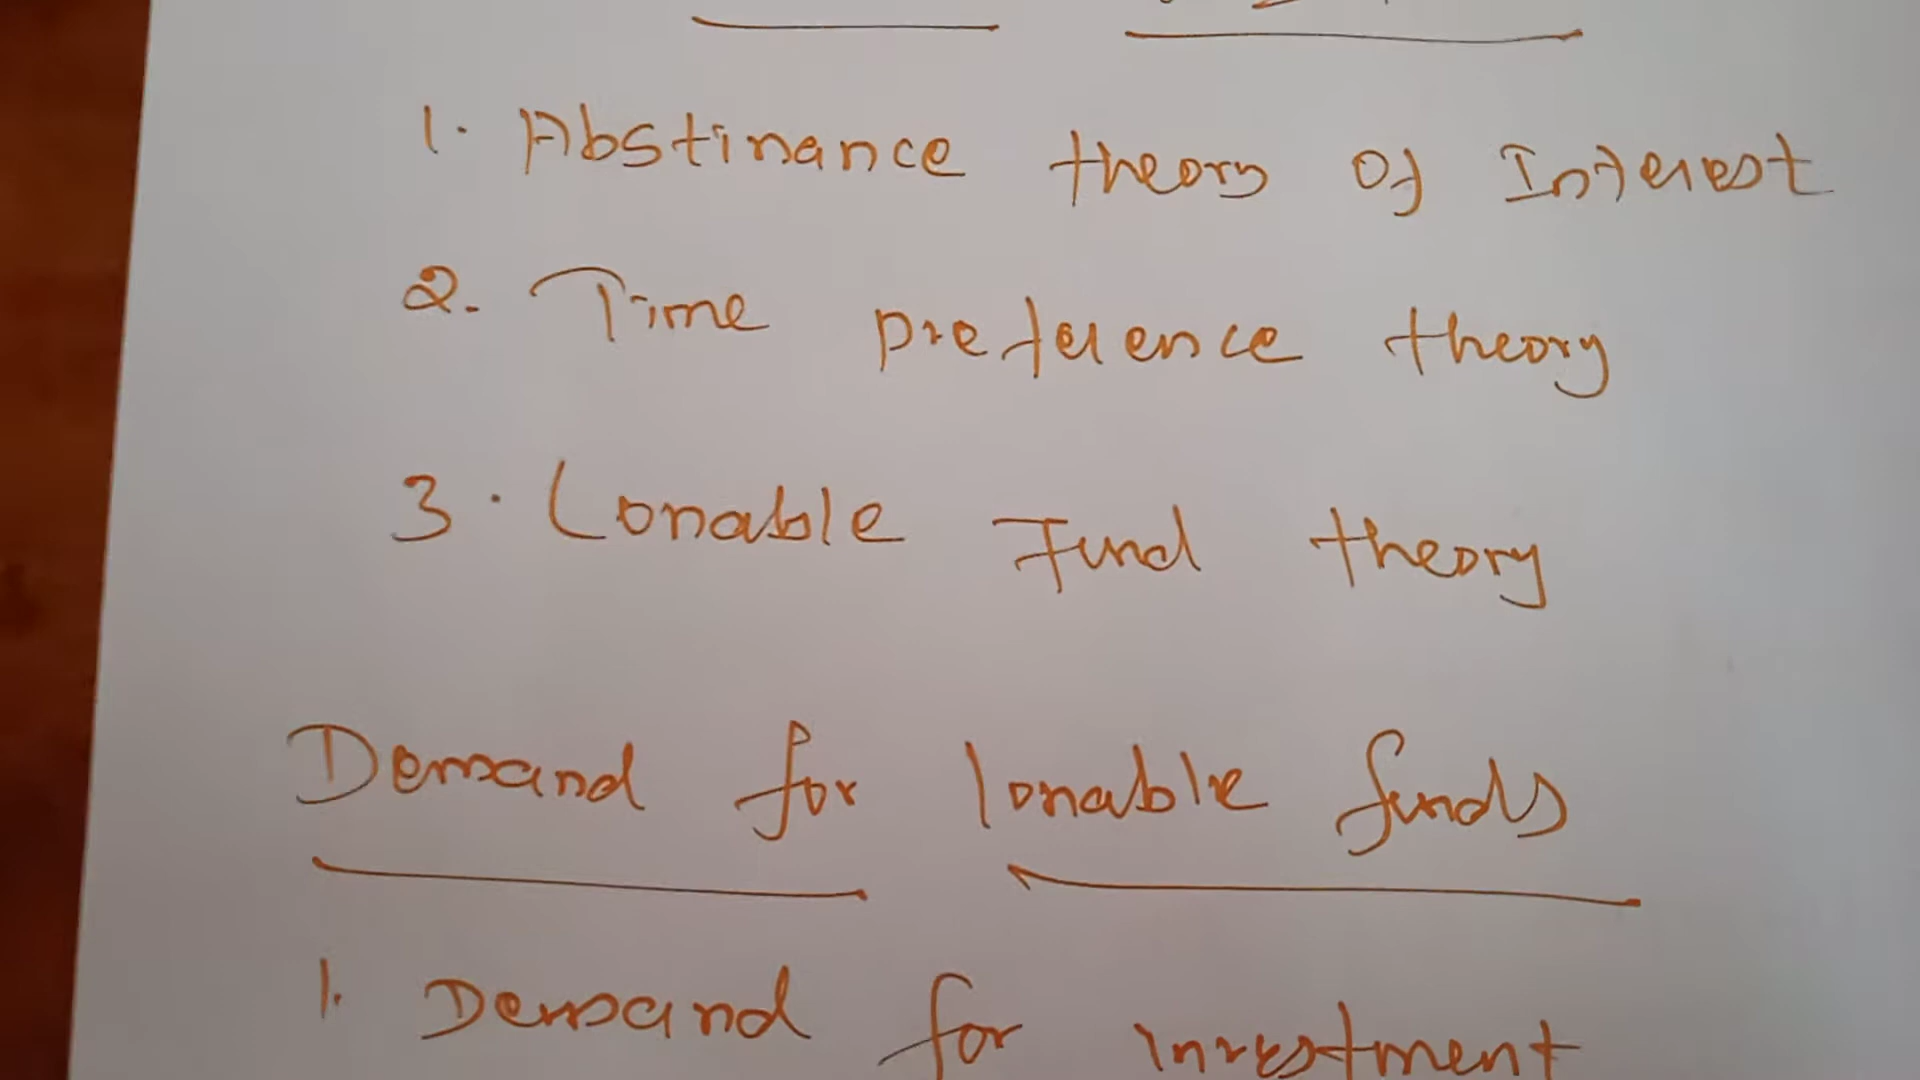 1. Abstinance theory of Interest
2. Time preference theory
3. Lonable Fund theory
Demand for lonable funds
1. Demand for investment